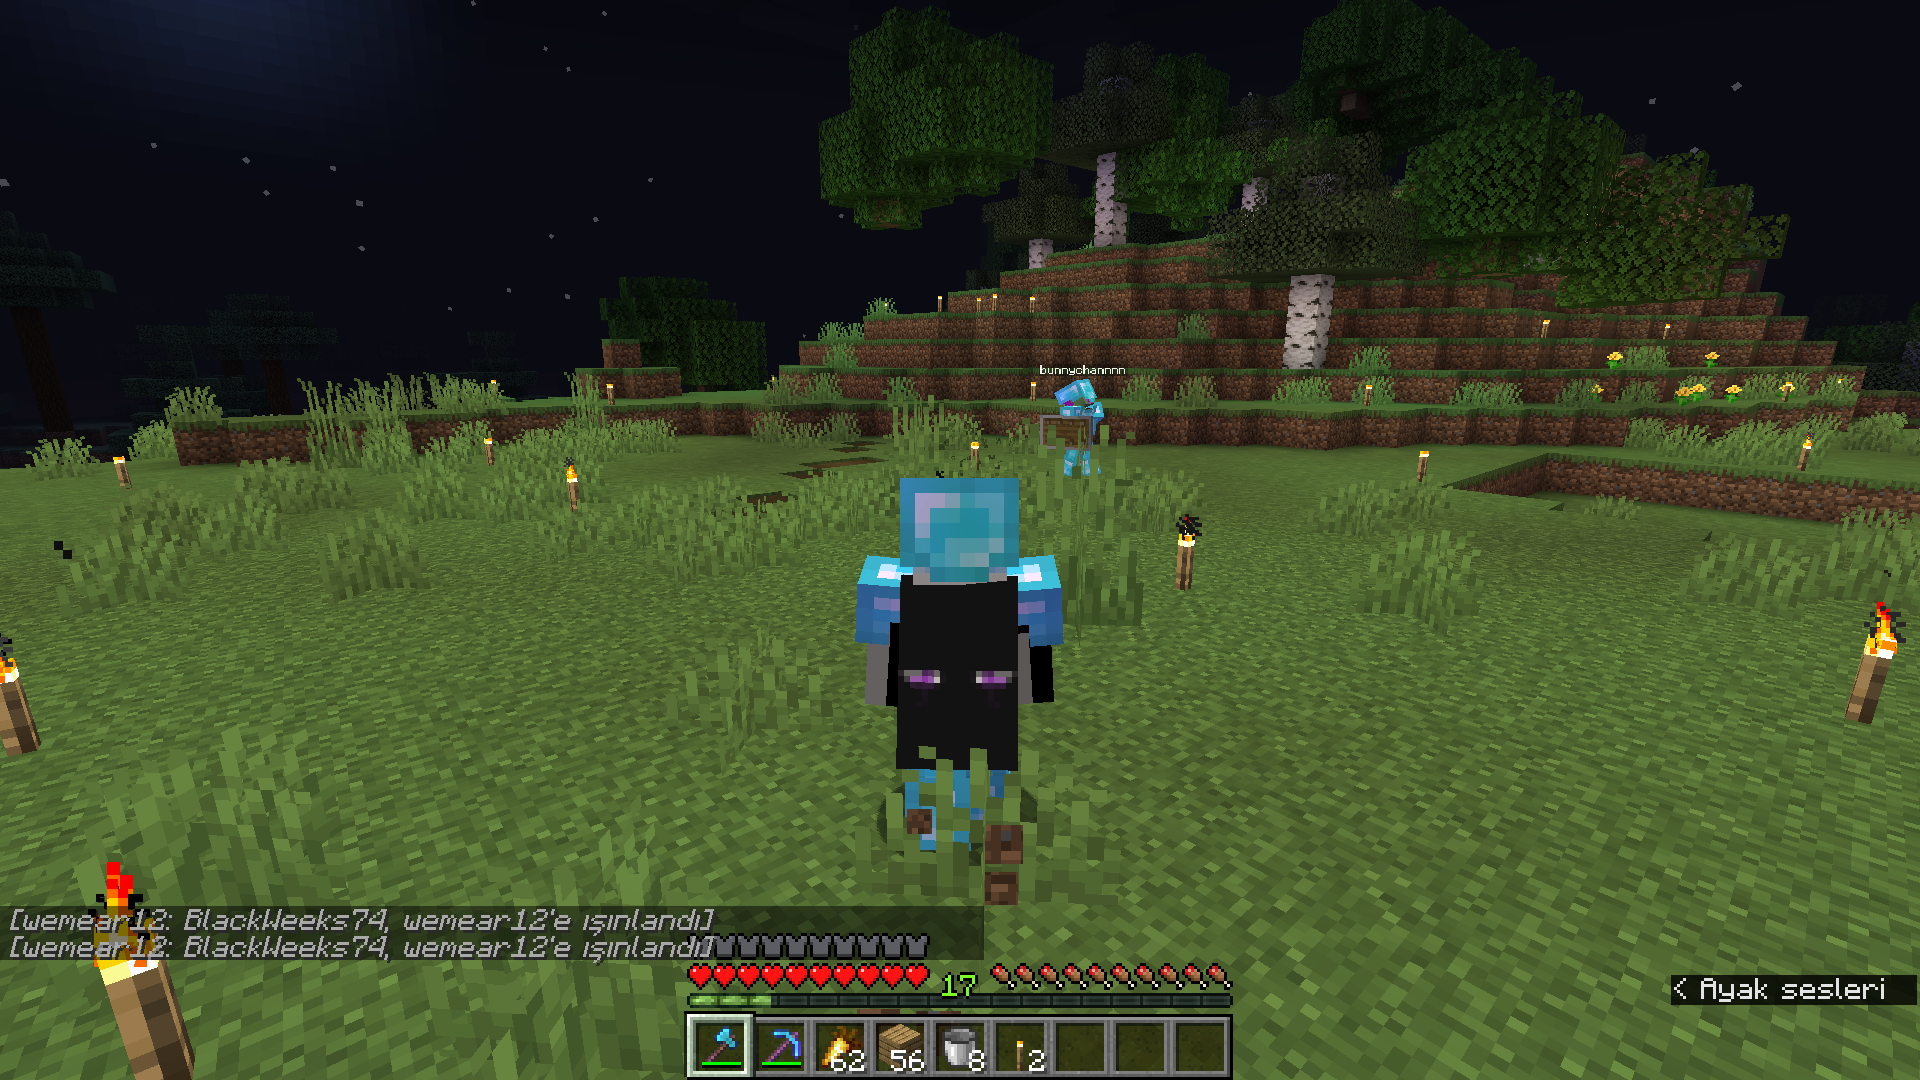 bunnychannnn
[wemear12: BlackWeeks74, wemear12'e ışınlandı]
[wemear12: BlackWeeks74, wemear12'e ışınlandı]
17
< Ayak sesleri
62 56 8 2